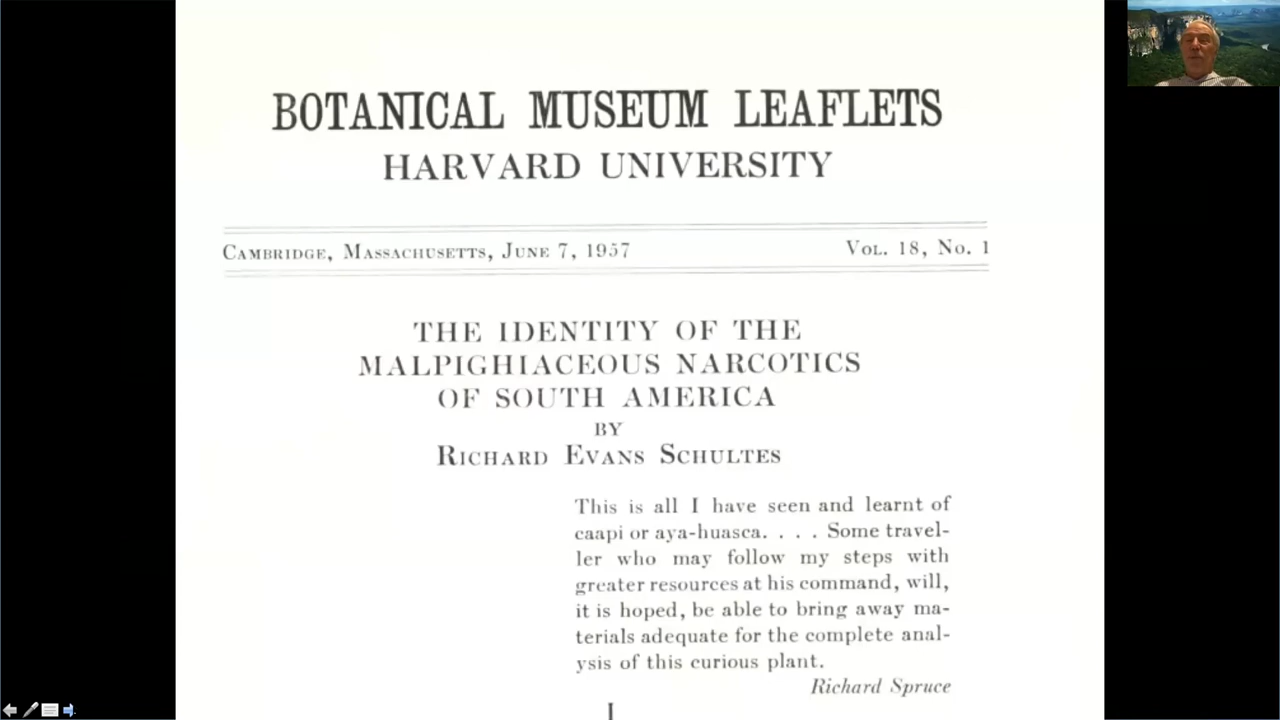 BOTANICAL MUSEUM LEAFLETS
HARVARD UNIVERSITY
Cambridge, Massachusetts, June 7, 1957
Vol. 18, No. 1
THE IDENTITY OF THE
MALPIGHIACEOUS NARCOTICS
OF SOUTH AMERICA
BY
Richard Evans Schultes
This is all I have seen and learnt of
caapi or aya-huasca. . . . Some travel-
ler who may follow my steps with
greater resources at his command, will,
it is hoped, be able to bring away ma-
terials adequate for the complete anal-
ysis of this curious plant.
Richard Spruce
I